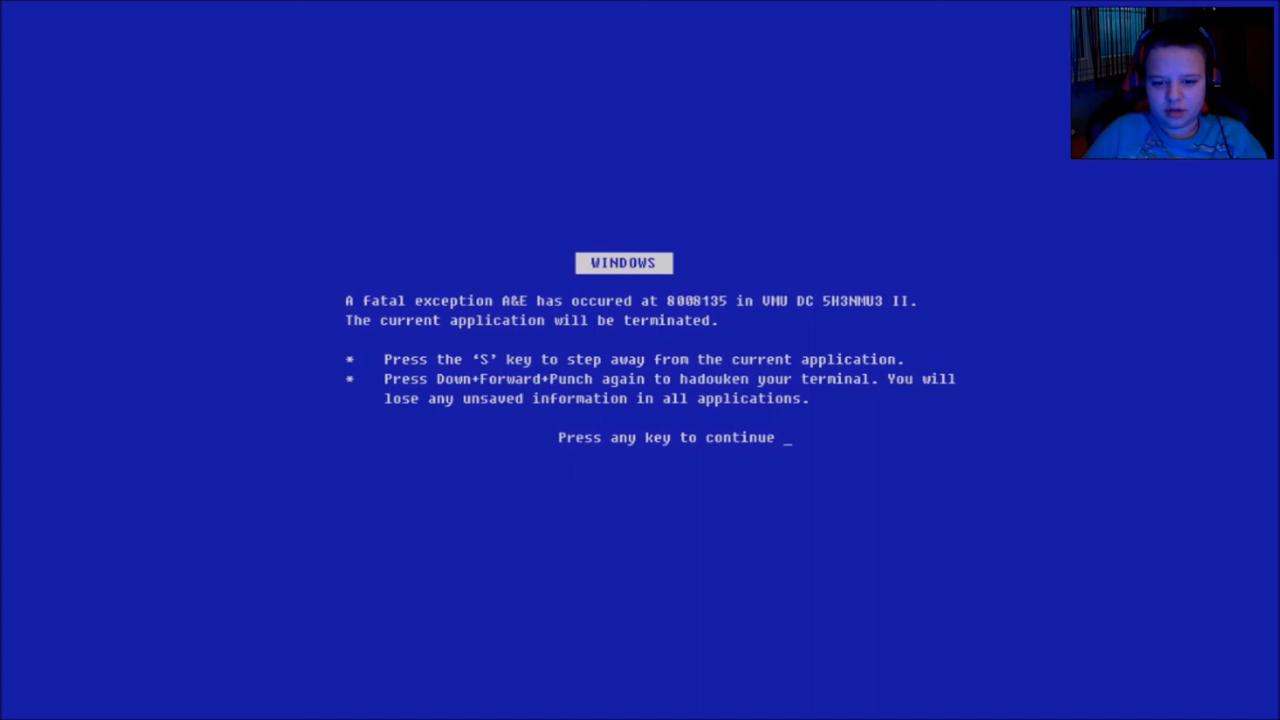 WINDOWS
A fatal exception A&E has occured at 8008135 in VMU DC 5H3NMU3 II.
The current application will be terminated.
* Press the ‘S’ key to step away from the current application.
* Press Down+Forward+Punch again to hadouken your terminal. You will
lose any unsaved information in all applications.
Press any key to continue _